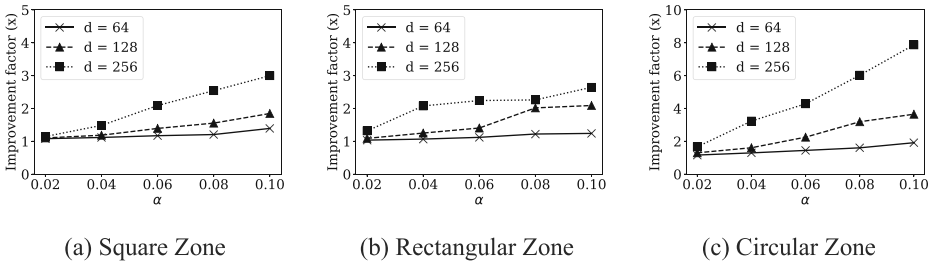 Improvement factor (x)
5
4
3
2
1
0
d = 64
d = 128
d = 256
0.02 0.04 0.06 0.08 0.10
α
(a) Square Zone
Improvement factor (x)
5
4
3
2
1
0
d = 64
d = 128
d = 256
0.02 0.04 0.06 0.08 0.10
α
(b) Rectangular Zone
Improvement factor (x)
10
8
6
4
2
0
d = 64
d = 128
d = 256
0.02 0.04 0.06 0.08 0.10
α
(c) Circular Zone